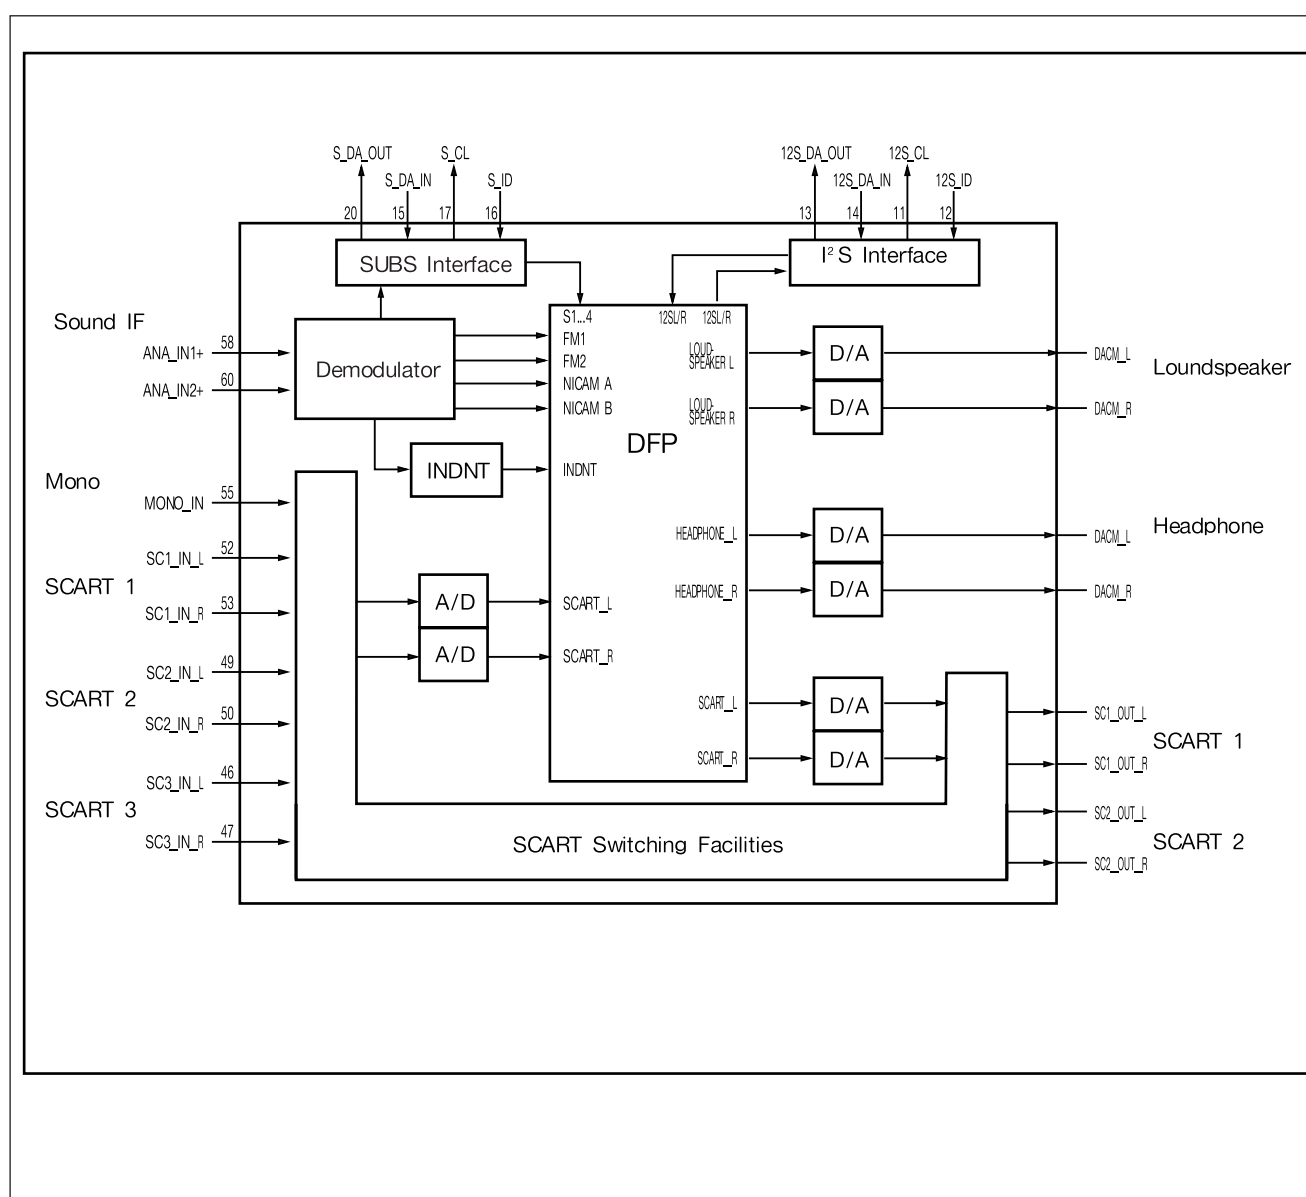 S_DA_OUT
S_CL
12S_DA_OUT
12S_CL
S_DA_IN
S_ID
12S_DA_IN
12S_ID
20
15
17
16
13
14
11
12
SUBS Interface
I² S Interface
Sound IF
ANA_IN1+
58
ANA_IN2+
60
Demodulator
S1...4
12SL/R
12SL/R
FM1
FM2
NICAM A
NICAM B
LOUD-
SPEAKER L
LOUD-
SPEAKER R
DFP
D/A
D/A
DACM_L
Loundspeaker
DACM_R
INDNT
INDNT
Mono
MONO_IN
55
SC1_IN_L
52
SCART 1
SC1_IN_R
53
SC2_IN_L
49
SCART 2
SC2_IN_R
50
SC3_IN_L
46
SCART 3
SC3_IN_R
47
A/D
A/D
SCART_L
SCART_R
HEADPHONE_L
HEADPHONE_R
D/A
D/A
DACM_L
Headphone
DACM_R
SCART_L
SCART_R
D/A
D/A
SC1_OUT_L
SCART 1
SC1_OUT_R
SC2_OUT_L
SCART 2
SC2_OUT_R
SCART Switching Facilities